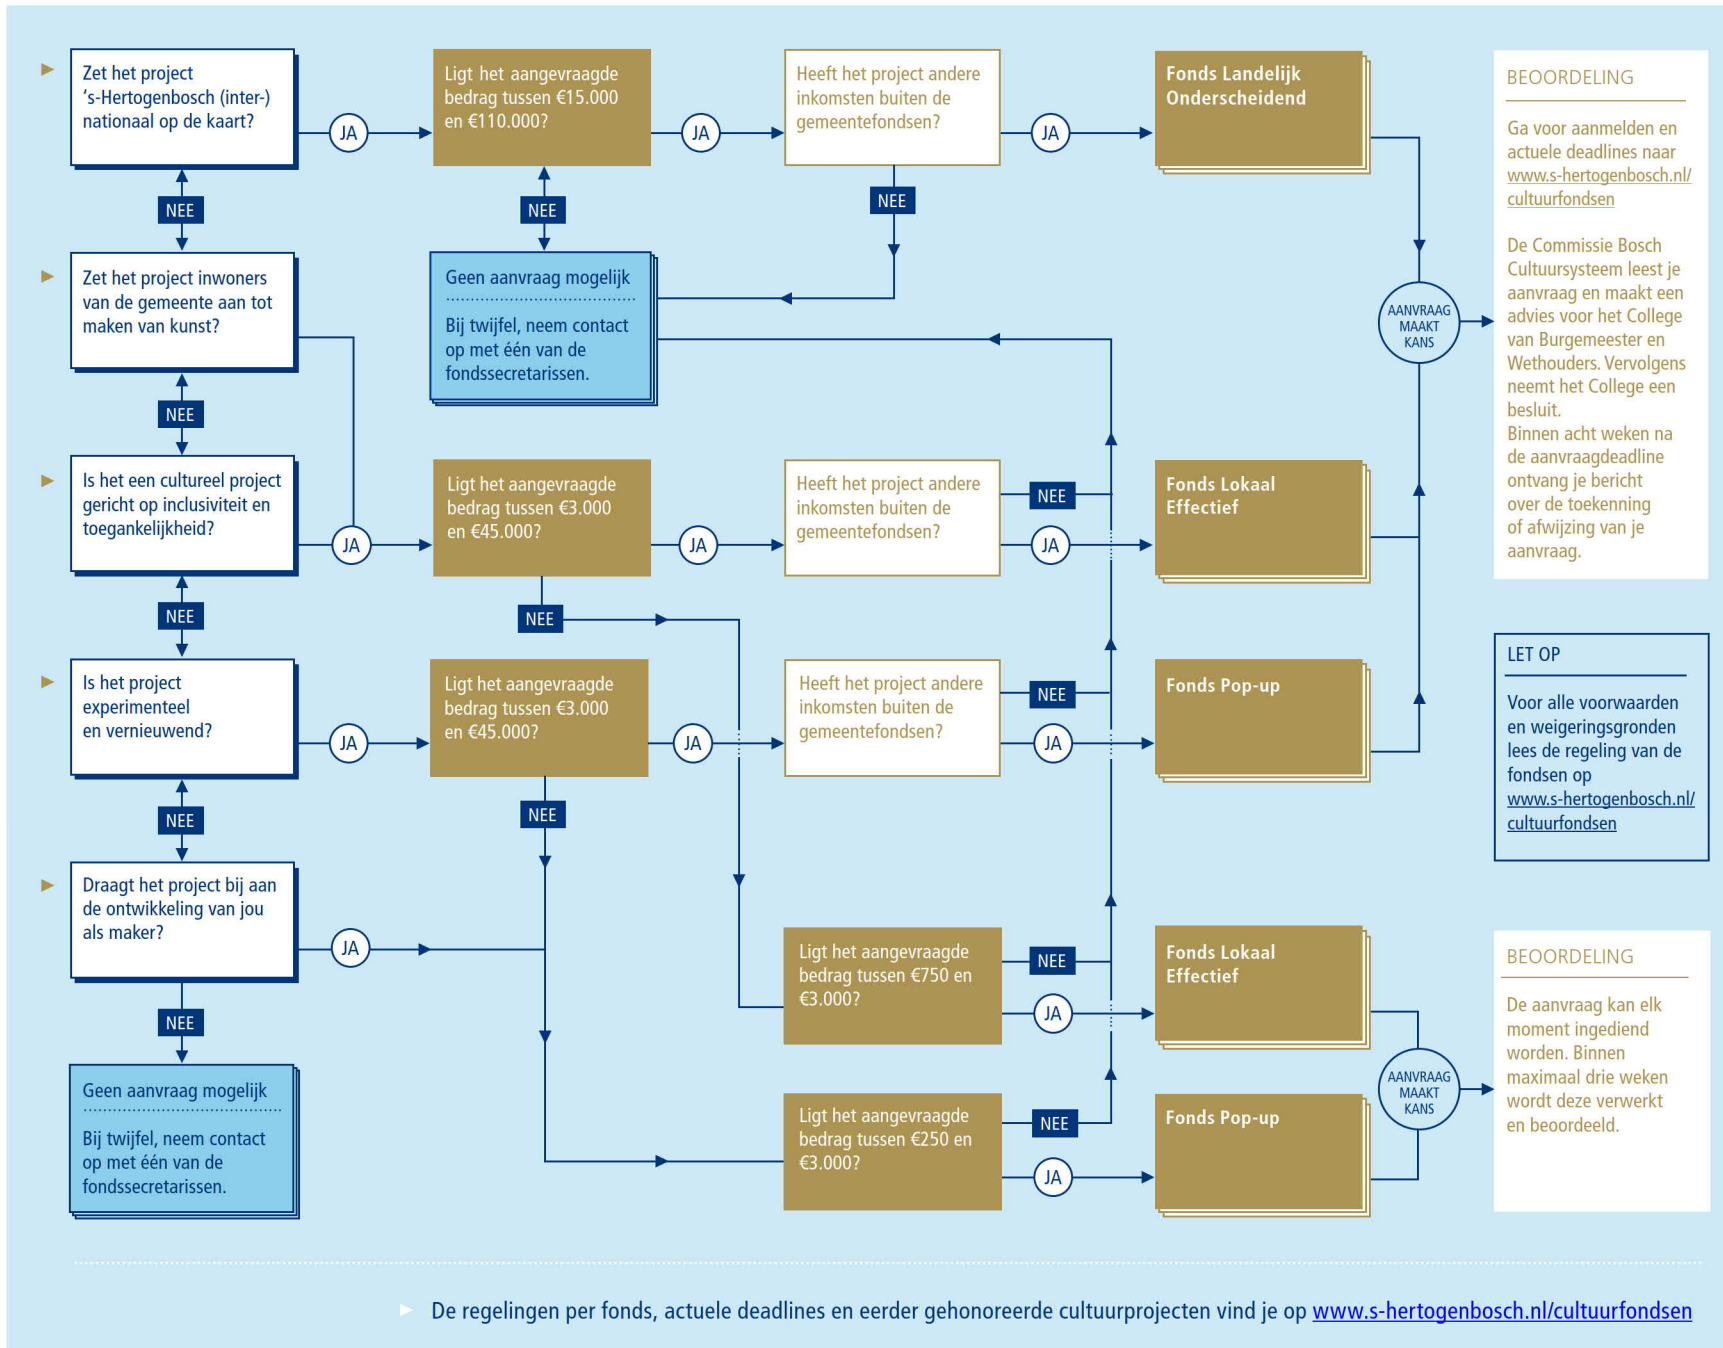 Zet het project
‘s-Hertogenbosch (inter-)
nationaal op de kaart?
JA
Ligt het aangevraagde
bedrag tussen €15.000
en €110.000?
JA
Heeft het project andere
inkomsten buiten de
gemeentefondsen?
JA
Fonds Landelijk
Onderscheidend
NEE
NEE
NEE
Zet het project inwoners
van de gemeente aan tot
maken van kunst?
Geen aanvraag mogelijk
Bij twijfel, neem contact
op met één van de
fondssecretarissen.
NEE
Is het een cultureel project
gericht op inclusiviteit en
toegankelijkheid?
JA
Ligt het aangevraagde
bedrag tussen €3.000
en €45.000?
JA
Heeft het project andere
inkomsten buiten de
gemeentefondsen?
NEE
JA
Fonds Lokaal
Effectief
NEE
NEE
Is het project
experimenteel
en vernieuwend?
JA
Ligt het aangevraagde
bedrag tussen €3.000
en €45.000?
JA
Heeft het project andere
inkomsten buiten de
gemeentefondsen?
NEE
JA
Fonds Pop-up
NEE
NEE
Draagt het project bij aan
de ontwikkeling van jou
als maker?
JA
Ligt het aangevraagde
bedrag tussen €750 en
€3.000?
NEE
JA
Fonds Lokaal
Effectief
NEE
Geen aanvraag mogelijk
Bij twijfel, neem contact
op met één van de
fondssecretarissen.
Ligt het aangevraagde
bedrag tussen €250 en
€3.000?
NEE
JA
Fonds Pop-up
AANVRAAG
MAAKT
KANS
BEOORDELING
Ga voor aanmelden en
actuele deadlines naar
www.s-hertogenbosch.nl/
cultuurfondsen
De Commissie Bosch
Cultuursysteem leest je
aanvraag en maakt een
advies voor het College
van Burgemeester en
Wethouders. Vervolgens
neemt het College een
besluit.
Binnen acht weken na
de aanvraagdeadline
ontvang je bericht
over de toekenning
of afwijzing van je
aanvraag.
LET OP
Voor alle voorwaarden
en weigeringsgronden
lees de regeling van de
fondsen op
www.s-hertogenbosch.nl/
cultuurfondsen
AANVRAAG
MAAKT
KANS
BEOORDELING
De aanvraag kan elk
moment ingediend
worden. Binnen
maximaal drie weken
wordt deze verwerkt
en beoordeeld.
De regelingen per fonds, actuele deadlines en eerder gehonoreerde cultuurprojecten vind je op www.s-hertogenbosch.nl/cultuurfondsen